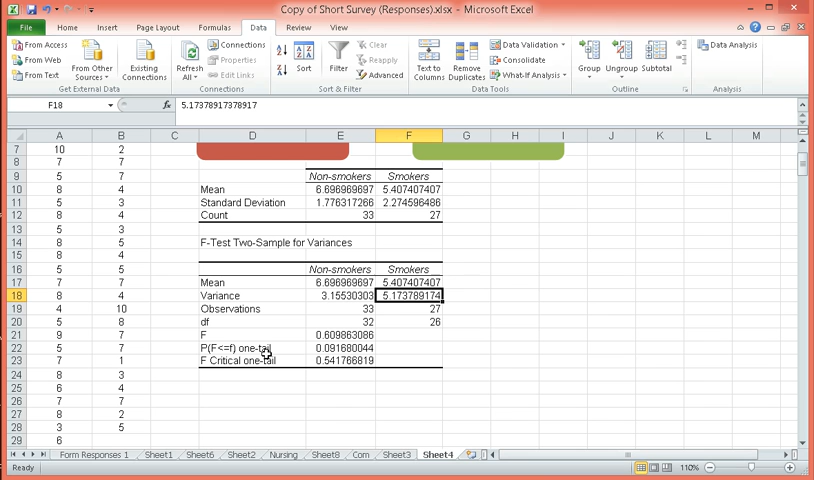 Copy of Short Survey (Responses).xlsx - Microsoft Excel
File Home Insert Page Layout Formulas Data Review View
From Access
From Web
From Text
From Other Sources
Existing Connections
Get External Data
Refresh All
Connections
Properties
Edit Links
Connections
Sort
Filter
Clear
Reapply
Advanced
Sort & Filter
Text to Columns
Remove Duplicates
Data Validation
Consolidate
What-If Analysis
Data Tools
Group
Ungroup
Subtotal
Outline
Data Analysis
Analysis
F18 fx 5.17378917378917
A B C D E F G H I J K L M
7 10 2
8 7 7
9 5 7 Non-smokers Smokers
10 8 4 Mean 6.696969697 5.407407407
11 5 3 Standard Deviation 1.776317266 2.274596486
12 8 4 Count 33 27
13 5 3
14 8 5 F-Test Two-Sample for Variances
15 8 4
16 5 5 Non-smokers Smokers
17 7 7 Mean 6.696969697 5.407407407
18 8 4 Variance 3.15530303 5.173789174
19 4 10 Observations 33 27
20 5 8 df 32 26
21 9 7 F 0.609863086
22 5 7 P(F<=f) one-tail 0.091680044
23 7 1 F Critical one-tail 0.541766819
24 8 3
25 6 4
26 7 7
27 8 2
28 3 5
29 6
Form Responses 1 Sheet1 Sheet6 Sheet2 Nursing Sheet8 Com Sheet3 Sheet4
Ready 110%